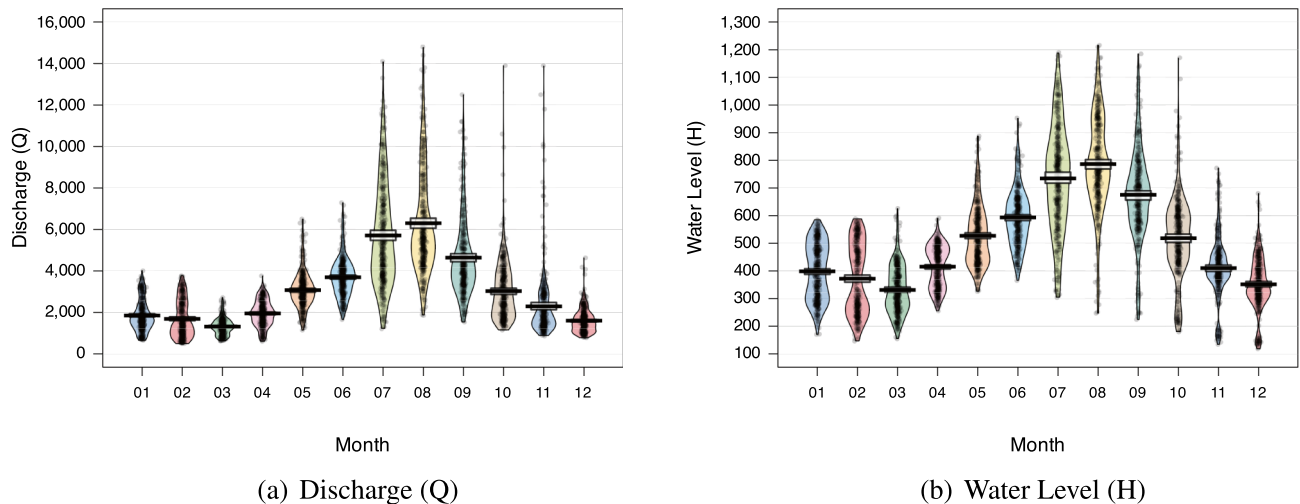 16,000
14,000
12,000
10,000
8,000
6,000
4,000
2,000
0
Discharge (Q)
01 02 03 04 05 06 07 08 09 10 11 12
Month
(a) Discharge (Q)
1,300
1,200
1,100
1,000
900
800
700
600
500
400
300
200
100
Water Level (H)
01 02 03 04 05 06 07 08 09 10 11 12
Month
(b) Water Level (H)